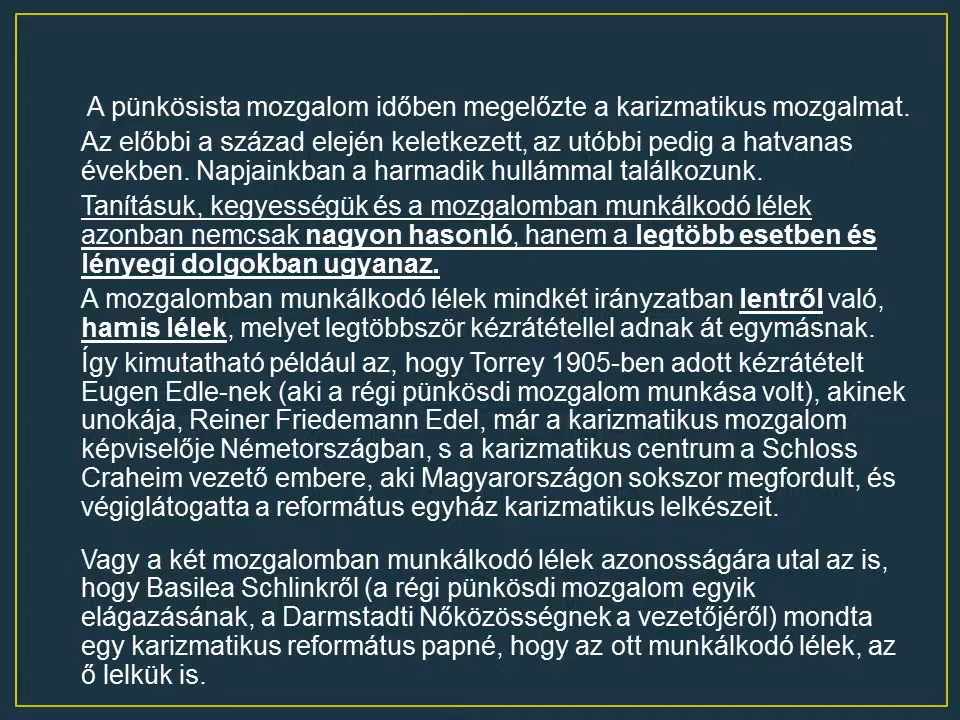 A pünkösista mozgalom időben megelőzte a karizmatikus mozgalmat.
Az előbbi a század elején keletkezett, az utóbbi pedig a hatvanas
években. Napjainkban a harmadik hullámmal találkozunk.
Tanításuk, kegyességük és a mozgalomban munkálkodó lélek
azonban nemcsak nagyon hasonló, hanem a legtöbb esetben és
lényegi dolgokban ugyanaz.
A mozgalomban munkálkodó lélek mindkét irányzatban lentről való,
hamis lélek, melyet legtöbbször kézrátétellel adnak át egymásnak.
Így kimutatható például az, hogy Torrey 1905-ben adott kézrátételt
Eugen Edle-nek (aki a régi pünkösdi mozgalom munkása volt), akinek
unokája, Reiner Friedemann Edel, már a karizmatikus mozgalom
képviselője Németországban, s a karizmatikus centrum a Schloss
Craheim vezető embere, aki Magyarországon sokszor megfordult, és
végiglátogatta a református egyház karizmatikus lelkészeit.
Vagy a két mozgalomban munkálkodó lélek azonosságára utal az is,
hogy Basilea Schlinkről (a régi pünkösdi mozgalom egyik
elágazásának, a Darmstadti Nőközösségnek a vezetőjéről) mondta
egy karizmatikus református papné, hogy az ott munkálkodó lélek, az
ő lelkük is.